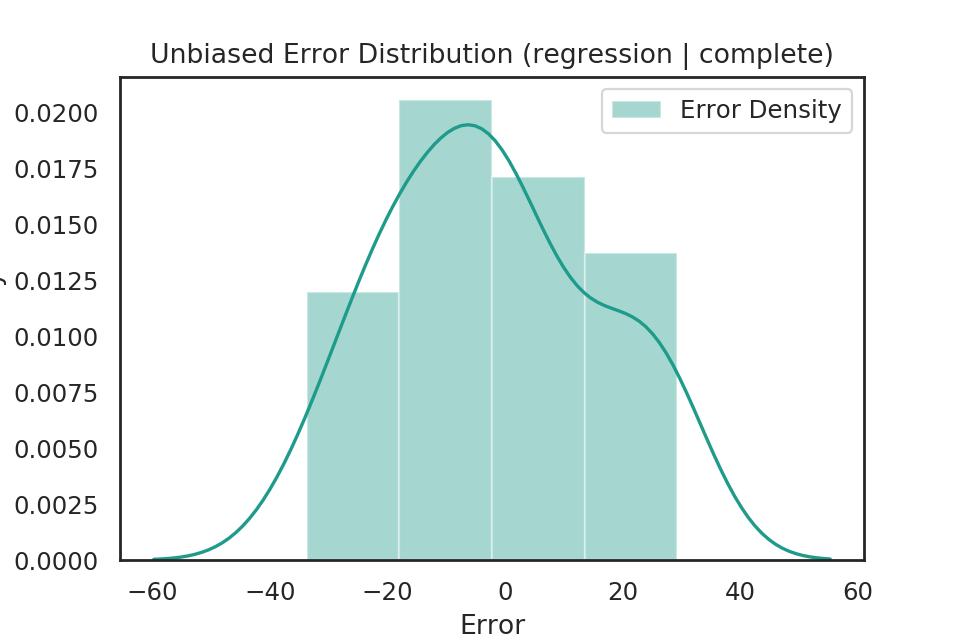 Unbiased Error Distribution (regression | complete)
Error Density
0.0200
0.0175
0.0150
0.0125
0.0100
0.0075
0.0050
0.0025
0.0000
−60 −40 −20 0 20 40 60
Error